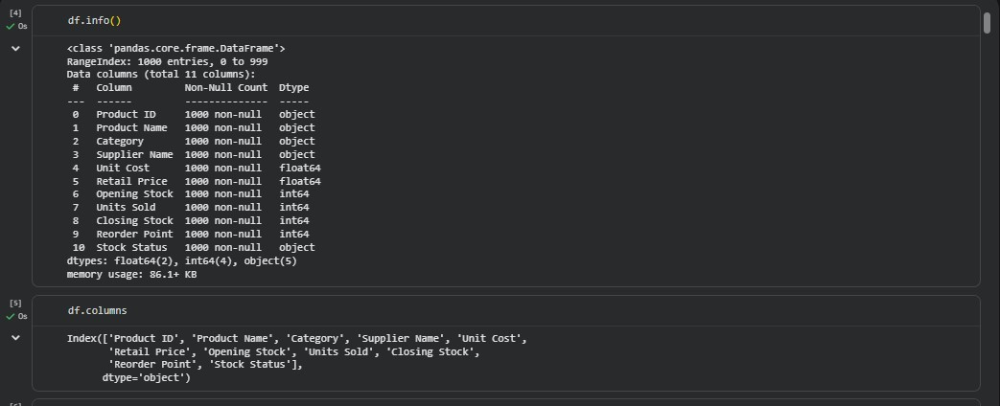 [4]
0s
df.info()
<class 'pandas.core.frame.DataFrame'>
RangeIndex: 1000 entries, 0 to 999
Data columns (total 11 columns):
 #   Column         Non-Null Count  Dtype
---  ------         --------------  -----
 0   Product ID     1000 non-null   object
 1   Product Name   1000 non-null   object
 2   Category       1000 non-null   object
 3   Supplier Name  1000 non-null   object
 4   Unit Cost      1000 non-null   float64
 5   Retail Price   1000 non-null   float64
 6   Opening Stock  1000 non-null   int64
 7   Units Sold     1000 non-null   int64
 8   Closing Stock  1000 non-null   int64
 9   Reorder Point  1000 non-null   int64
 10  Stock Status   1000 non-null   object
dtypes: float64(2), int64(4), object(5)
memory usage: 86.1+ KB
[5]
0s
df.columns
Index(['Product ID', 'Product Name', 'Category', 'Supplier Name', 'Unit Cost',
       'Retail Price', 'Opening Stock', 'Units Sold', 'Closing Stock',
       'Reorder Point', 'Stock Status'],
      dtype='object')